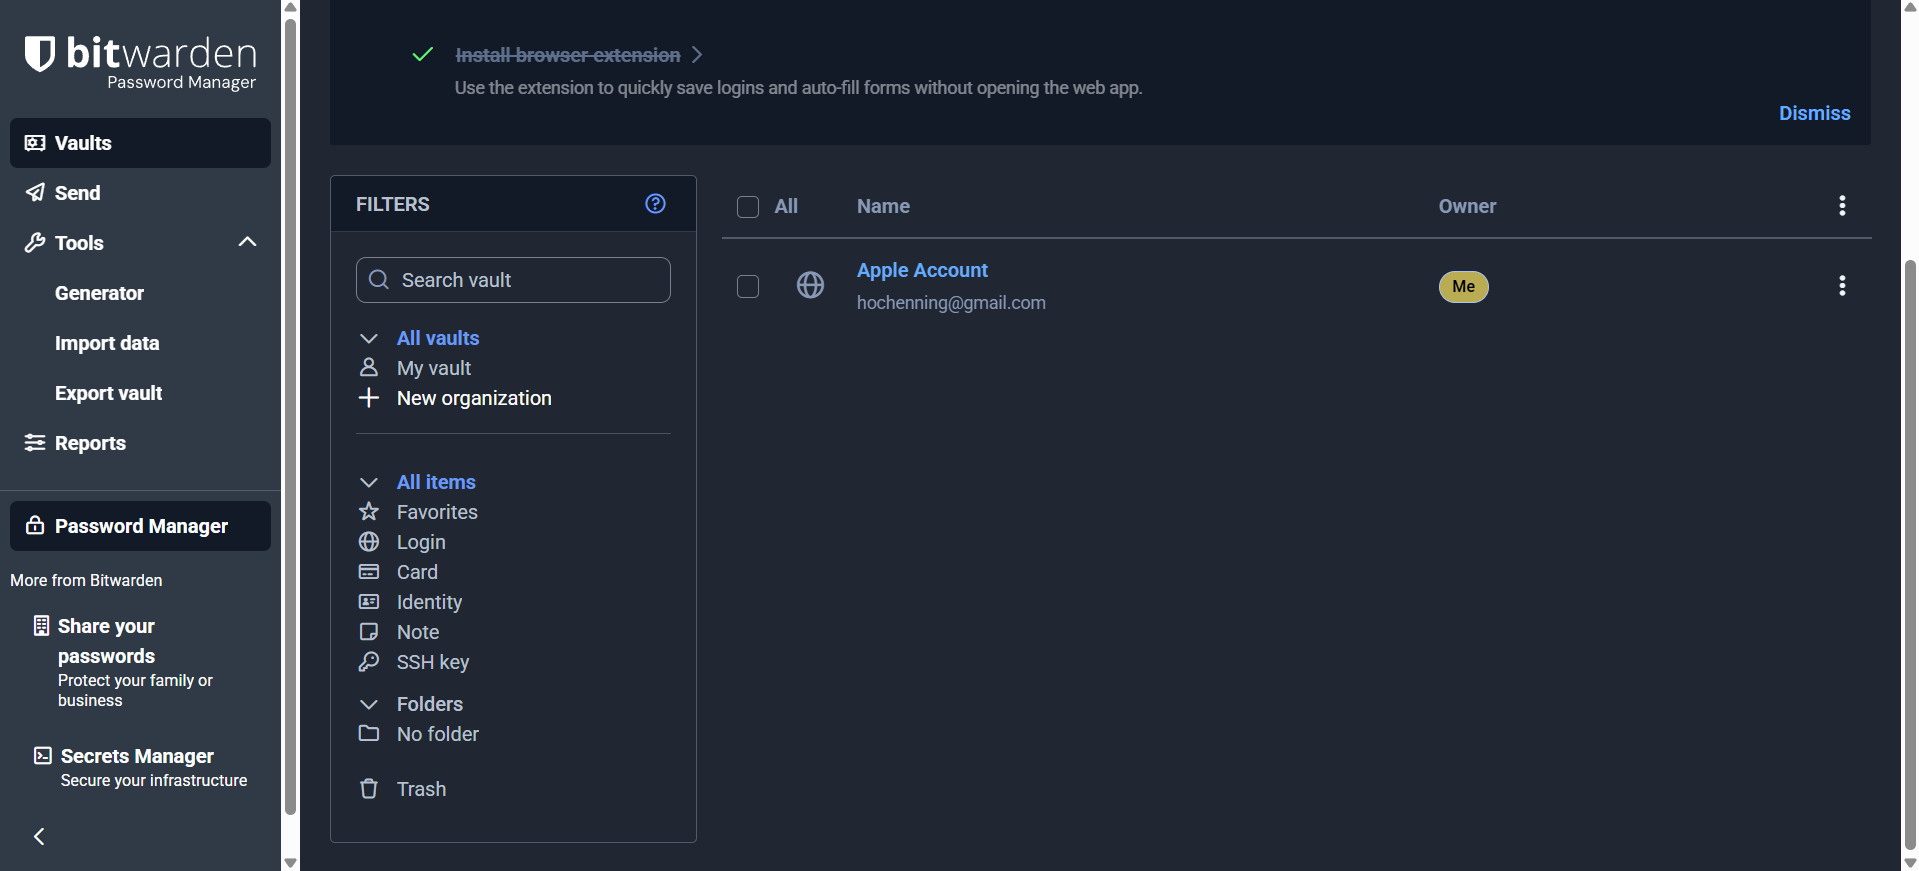 bitwarden
Password Manager
Vaults
Send
Tools
Generator
Import data
Export vault
Reports
Password Manager
More from Bitwarden
Share your
passwords
Protect your family or
business
Secrets Manager
Secure your infrastructure
Install browser extension
Use the extension to quickly save logins and auto-fill forms without opening the web app.
Dismiss
FILTERS
Search vault
All vaults
My vault
New organization
All items
Favorites
Login
Card
Identity
Note
SSH key
Folders
No folder
Trash
All Name Owner
Apple Account
hochenning@gmail.com
Me